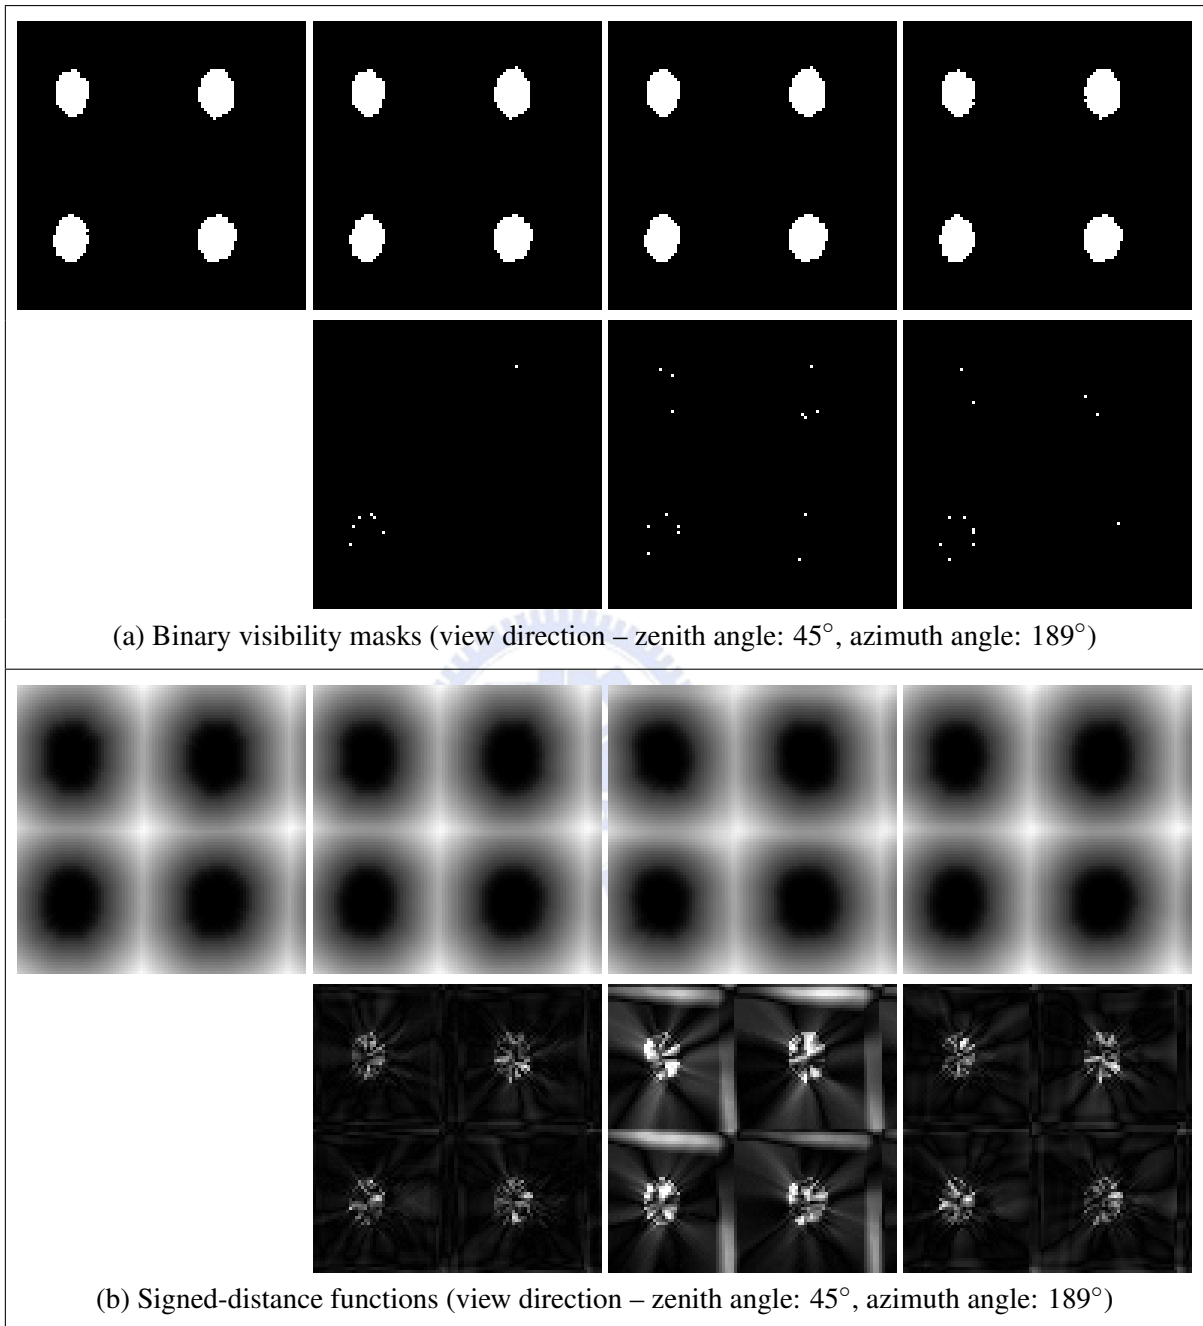 (a) Binary visibility masks (view direction – zenith angle: 45°, azimuth angle: 189°)
(b) Signed-distance functions (view direction – zenith angle: 45°, azimuth angle: 189°)